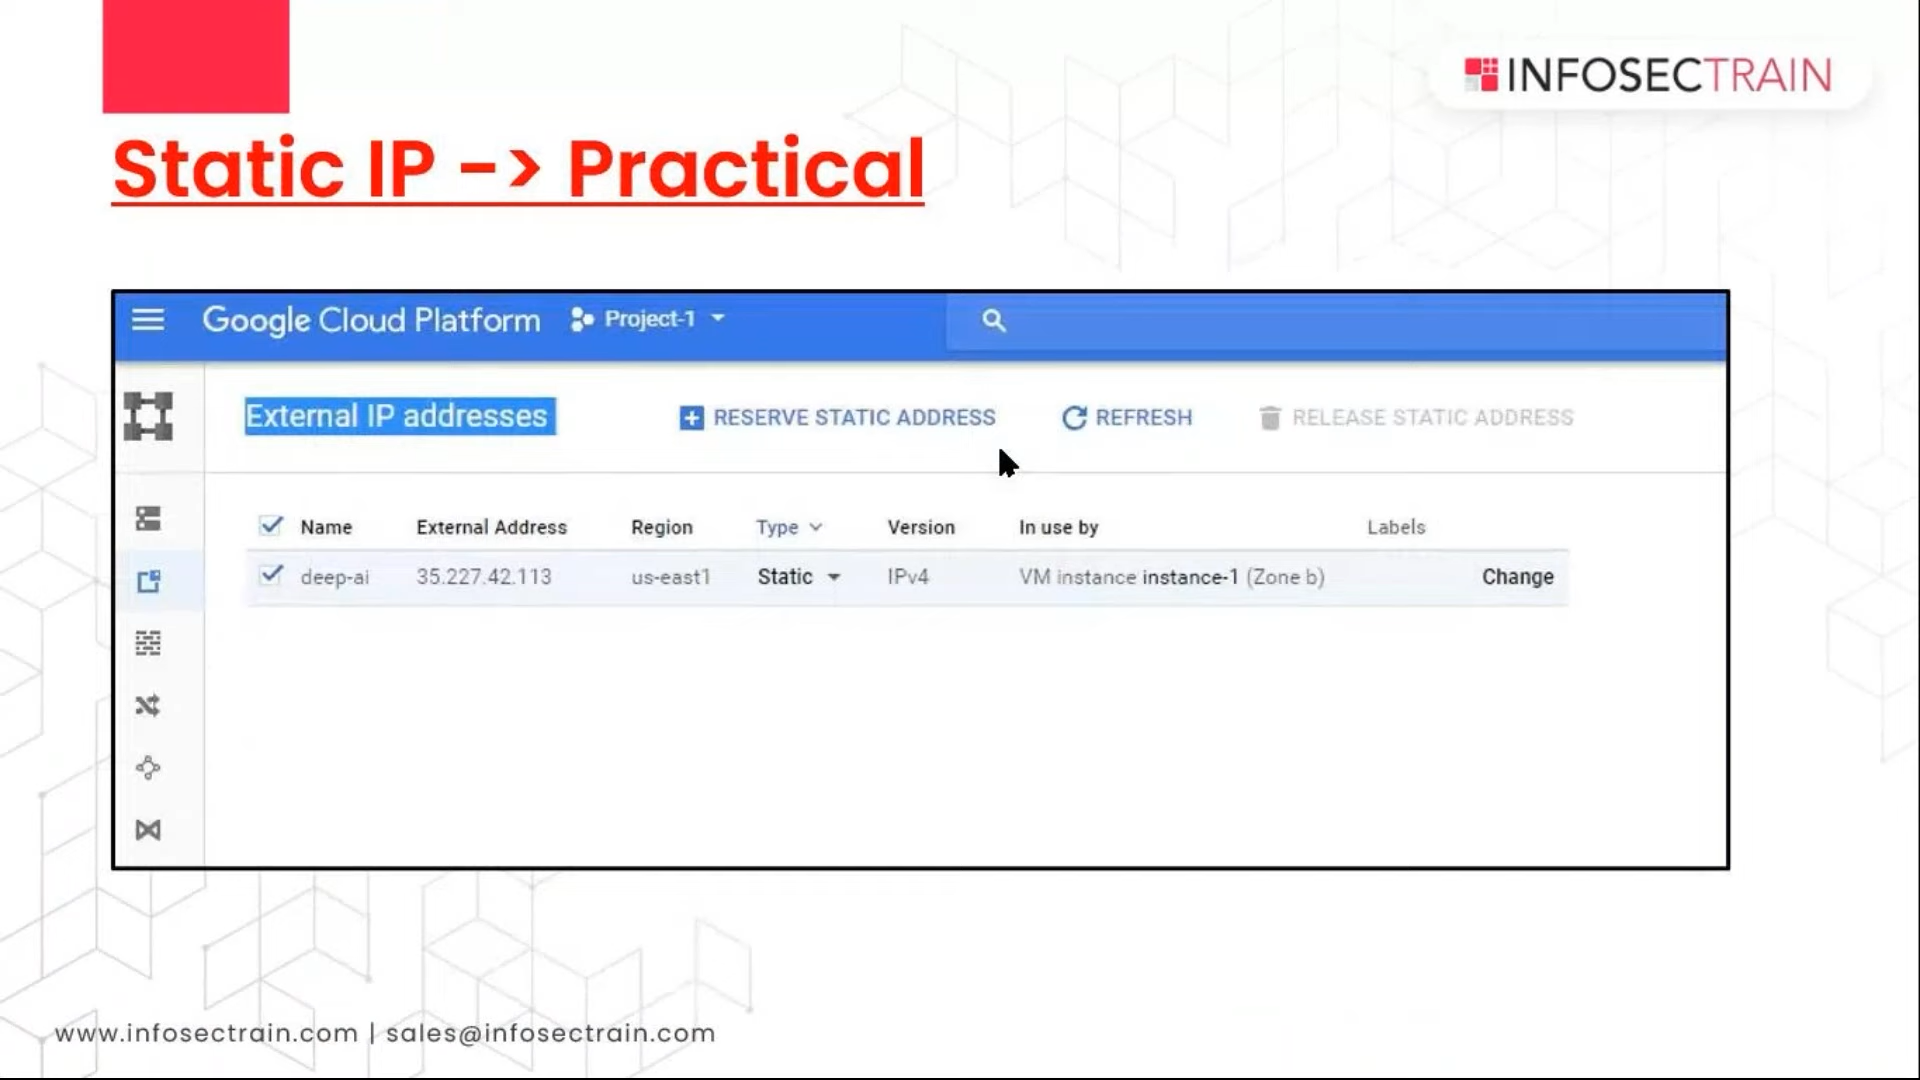 INFOSECTRAIN
Static IP -> Practical
Google Cloud Platform Project-1
External IP addresses RESERVE STATIC ADDRESS REFRESH RELEASE STATIC ADDRESS
Name External Address Region Type Version In use by Labels
deep-ai 35.227.42.113 us-east1 Static IPv4 VM instance instance-1 (Zone b) Change
www.infosectrain.com | sales@infosectrain.com